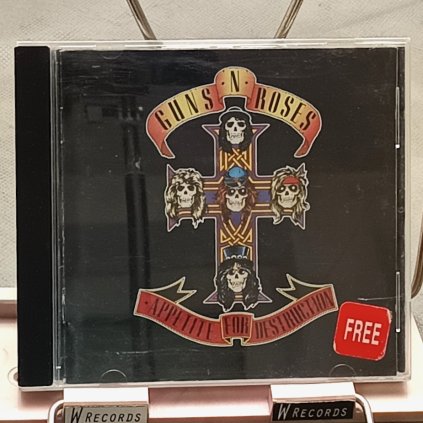 GUNS N' ROSES
APPETITE FOR DESTRUCTION
FREE
W RECORDS
W RECORDS